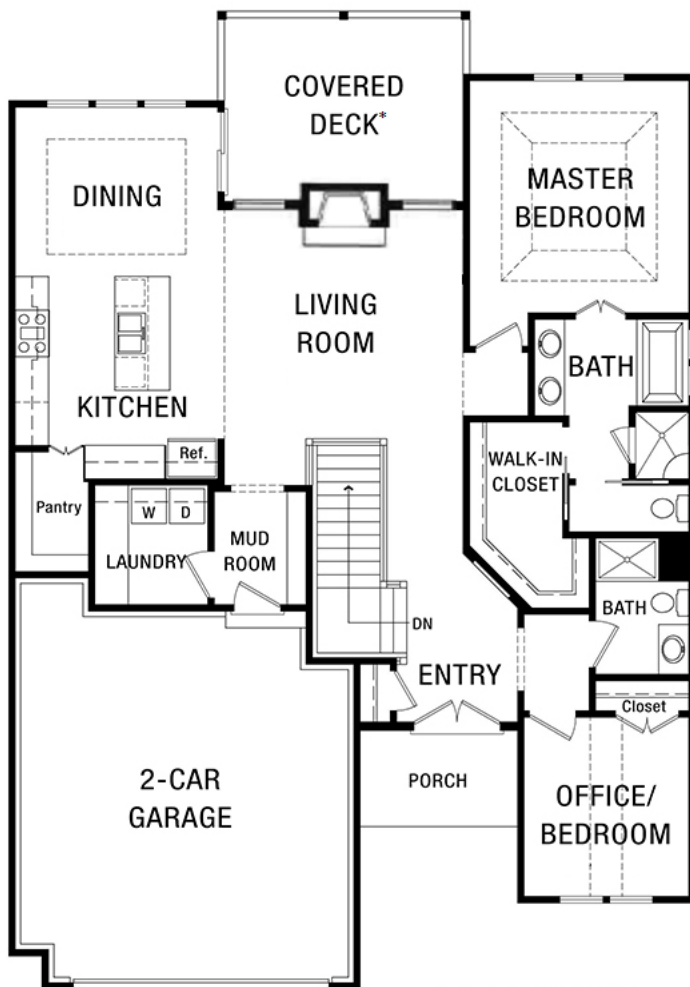 COVERED
DECK*
DINING
MASTER
BEDROOM
LIVING
ROOM
BATH
KITCHEN
Ref.
WALK-IN
CLOSET
Pantry
W
D
LAUNDRY
MUD
ROOM
BATH
DN
ENTRY
Closet
2-CAR
GARAGE
PORCH
OFFICE/
BEDROOM